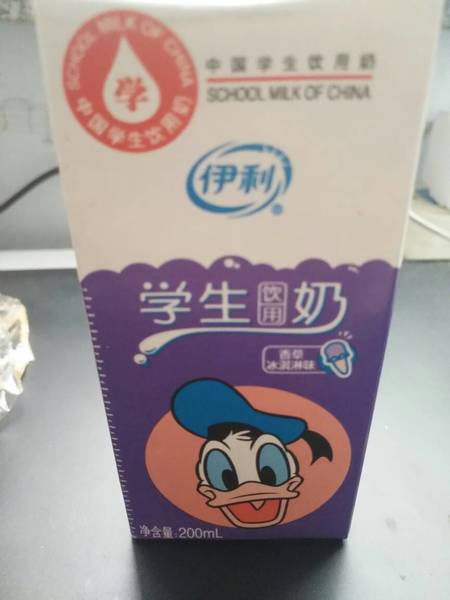 SCHOOL MILK OF CHINA
学
中国学生饮用奶
中国学生饮用奶
SCHOOL MILK OF CHINA
伊利®
学生饮用奶
香草
冰淇淋味
净含量:200mL